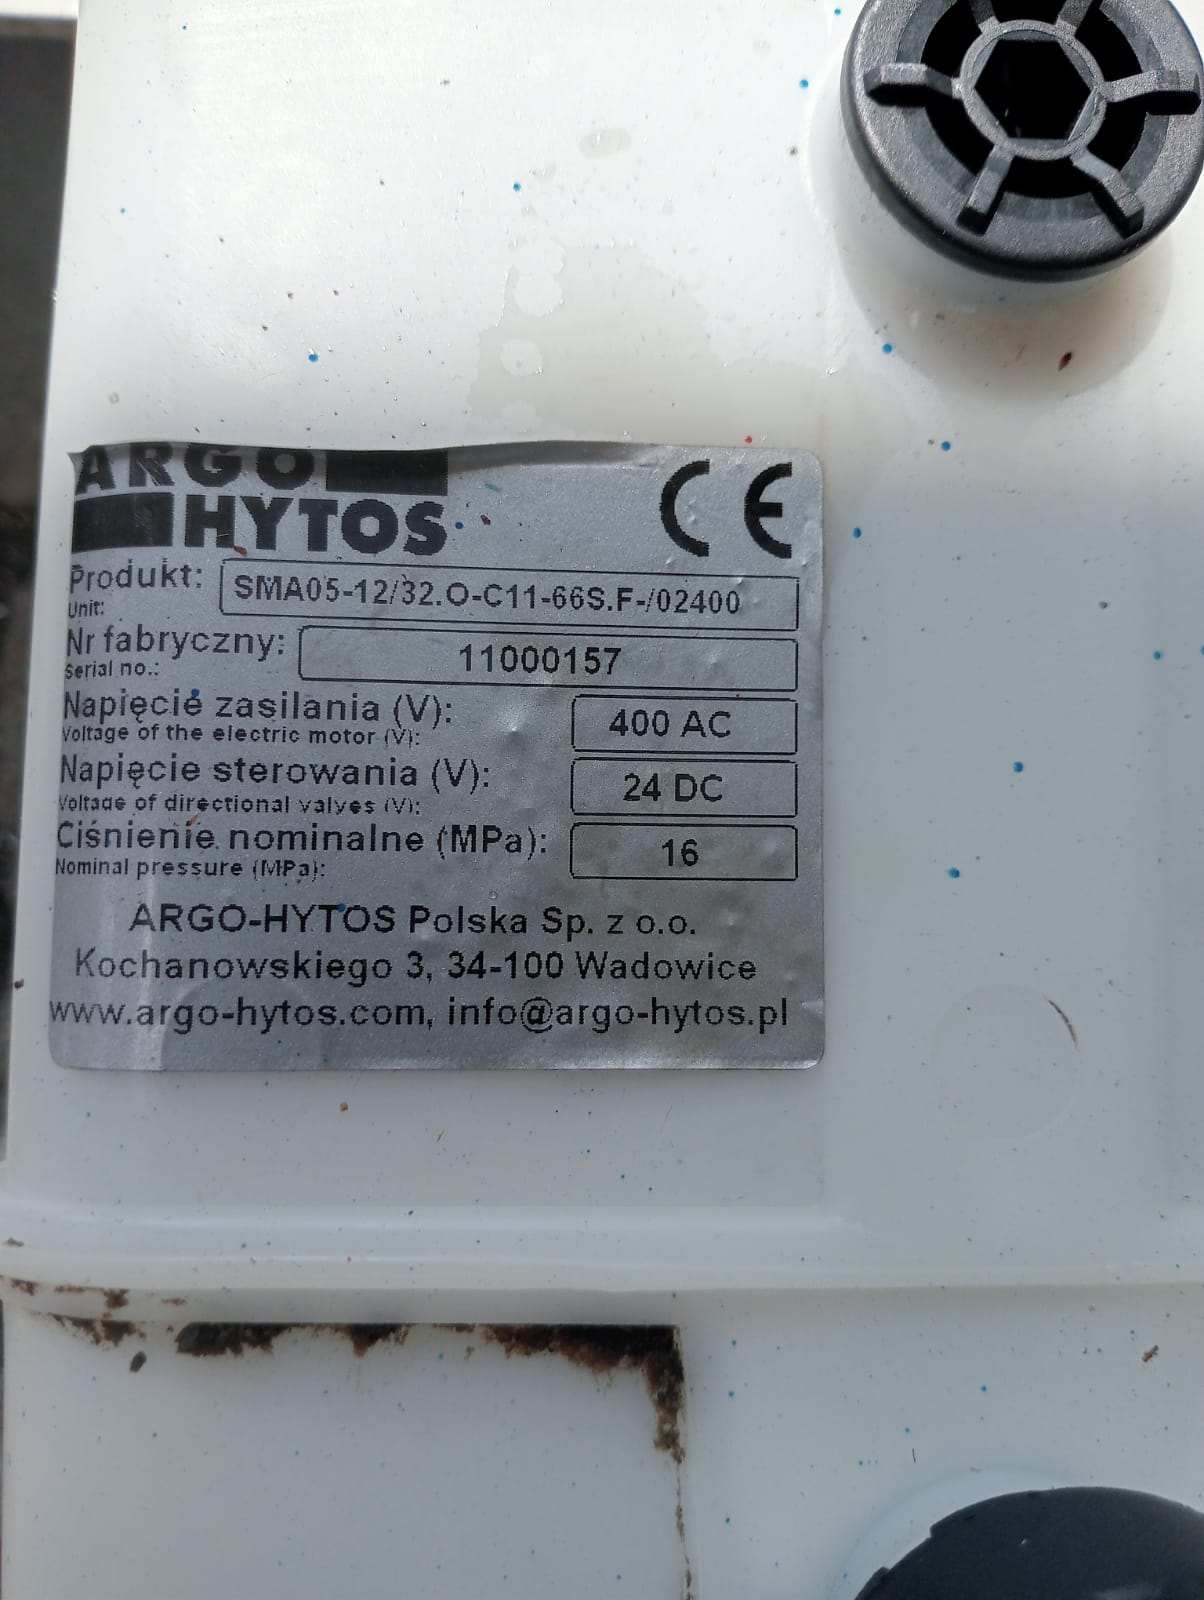 ARGO
HYTOS CE
Produkt: SMA05-12/32.O-C11-66S.F-/02400
Unit:
Nr fabryczny: 11000157
Serial no.:
Napięcie zasilania (V): 400 AC
Voltage of the electric motor (V):
Napięcie sterowania (V): 24 DC
Voltage of directional valves (V):
Ciśnienie nominalne (MPa): 16
Nominal pressure (MPa):
ARGO-HYTOS Polska Sp. z o.o.
Kochanowskiego 3, 34-100 Wadowice
www.argo-hytos.com, info@argo-hytos.pl